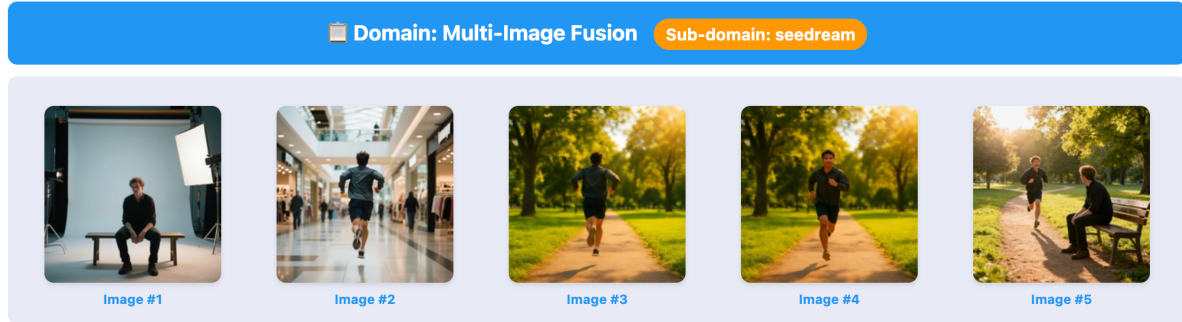 📋 Domain: Multi-Image Fusion Sub-domain: seedream
Image #1 Image #2 Image #3 Image #4 Image #5